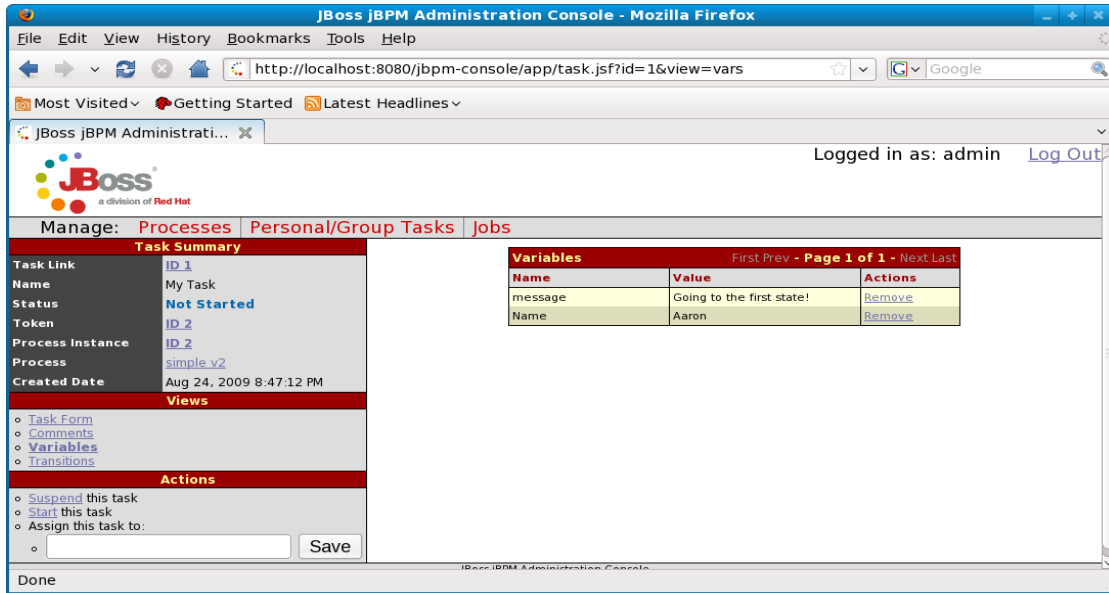 JBoss jBPM Administration Console - Mozilla Firefox
File Edit View History Bookmarks Tools Help
http://localhost:8080/jbpm-console/app/task.jsf?id=1&view=vars
G Google
Most Visited Getting Started Latest Headlines
JBoss jBPM Administrati...
Logged in as: admin Log Out
JBoss®
a division of Red Hat
Manage: Processes Personal/Group Tasks Jobs
Task Summary
Task Link ID 1
Name My Task
Status Not Started
Token ID 2
Process Instance ID 2
Process simple v2
Created Date Aug 24, 2009 8:47:12 PM
Views
Task Form
Comments
Variables
Transitions
Actions
Suspend this task
Start this task
Assign this task to:
Save
Variables First Prev - Page 1 of 1 - Next Last
Name Value Actions
message Going to the first state! Remove
Name Aaron Remove
JBoss jBPM Administration Console
Done